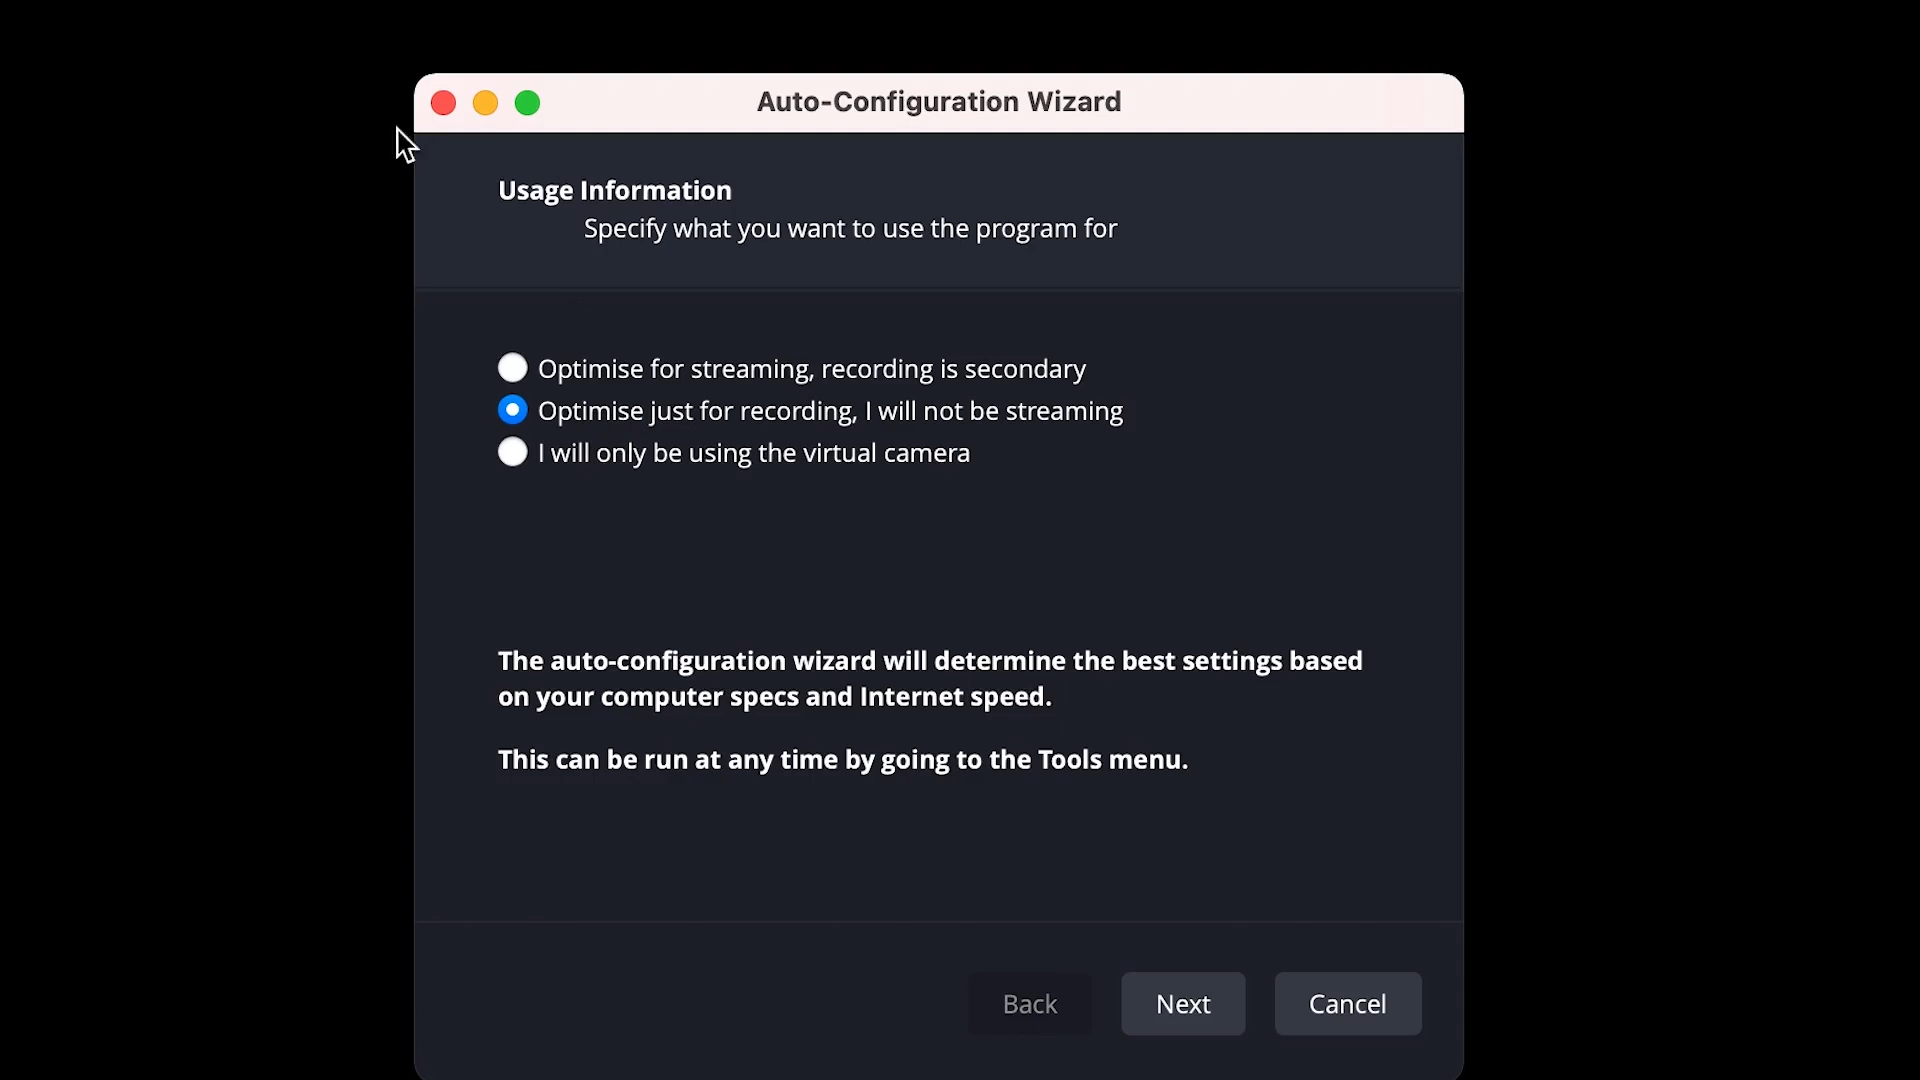 Auto-Configuration Wizard
Usage Information
Specify what you want to use the program for
Optimise for streaming, recording is secondary
Optimise just for recording, I will not be streaming
I will only be using the virtual camera
The auto-configuration wizard will determine the best settings based
on your computer specs and Internet speed.
This can be run at any time by going to the Tools menu.
Back
Next
Cancel